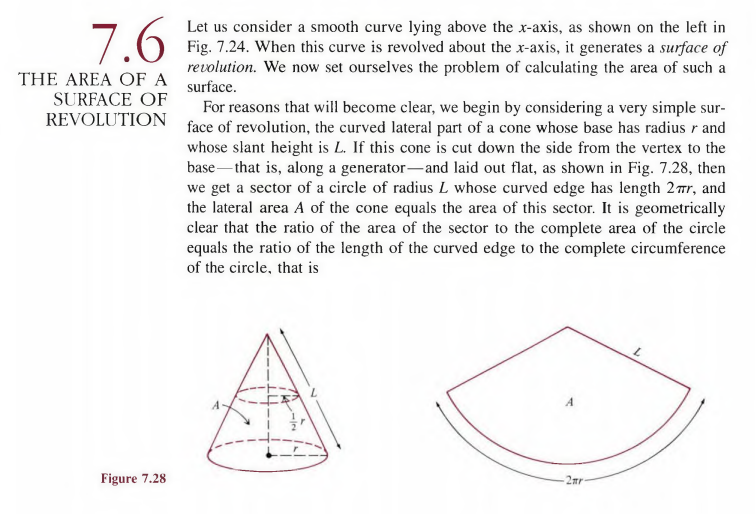 7.6
THE AREA OF A
SURFACE OF
REVOLUTION
Let us consider a smooth curve lying above the x-axis, as shown on the left in
Fig. 7.24. When this curve is revolved about the x-axis, it generates a surface of
revolution. We now set ourselves the problem of calculating the area of such a
surface.
For reasons that will become clear, we begin by considering a very simple sur-
face of revolution, the curved lateral part of a cone whose base has radius r and
whose slant height is L. If this cone is cut down the side from the vertex to the
base—that is, along a generator—and laid out flat, as shown in Fig. 7.28, then
we get a sector of a circle of radius L whose curved edge has length 2πr, and
the lateral area A of the cone equals the area of this sector. It is geometrically
clear that the ratio of the area of the sector to the complete area of the circle
equals the ratio of the length of the curved edge to the complete circumference
of the circle, that is
A
L
1/2 r
r
L
A
2πr
Figure 7.28